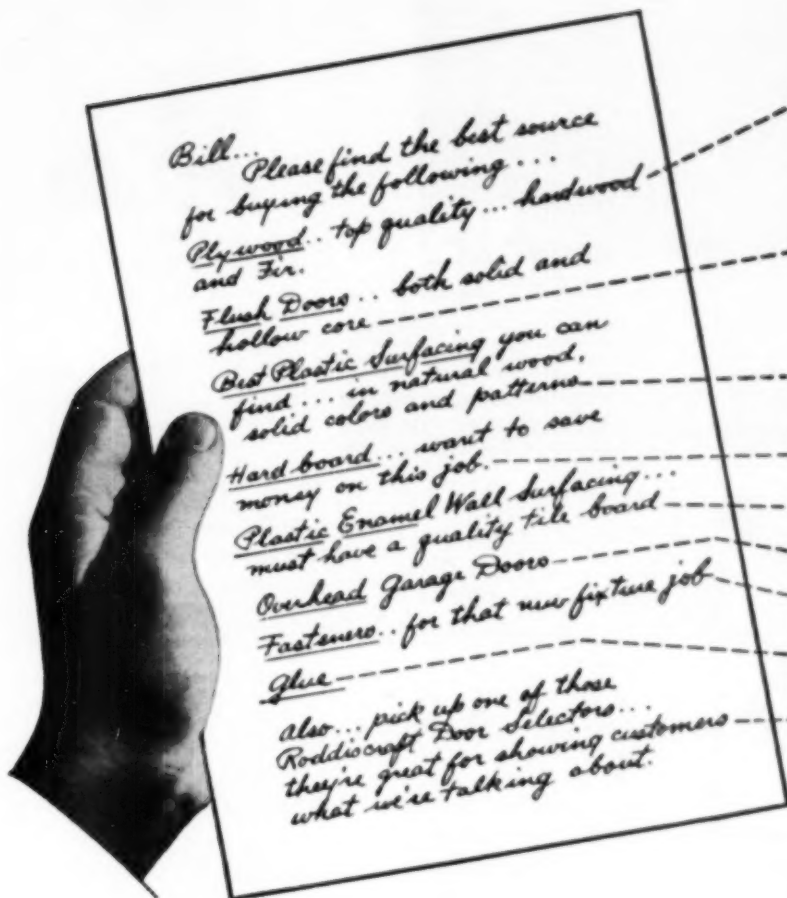 Bill...
Please find the best source
for buying the following...
Plywood.. top quality... hardwood
and Fir.
Flush Doors.. both solid and
hollow core
Best Plastic Surfacing you can
find... in natural wood,
solid colors and patterns
Hard board... want to save
money on this job.
Plastic Enamel Wall Surfacing...
must have a quality tile board
Overhead Garage Doors
Fasteners.. for that new fixture job
Glue
Also... pick up one of those
Roddiscraft Door Selectors...
they're great for showing customers
what we're talking about.